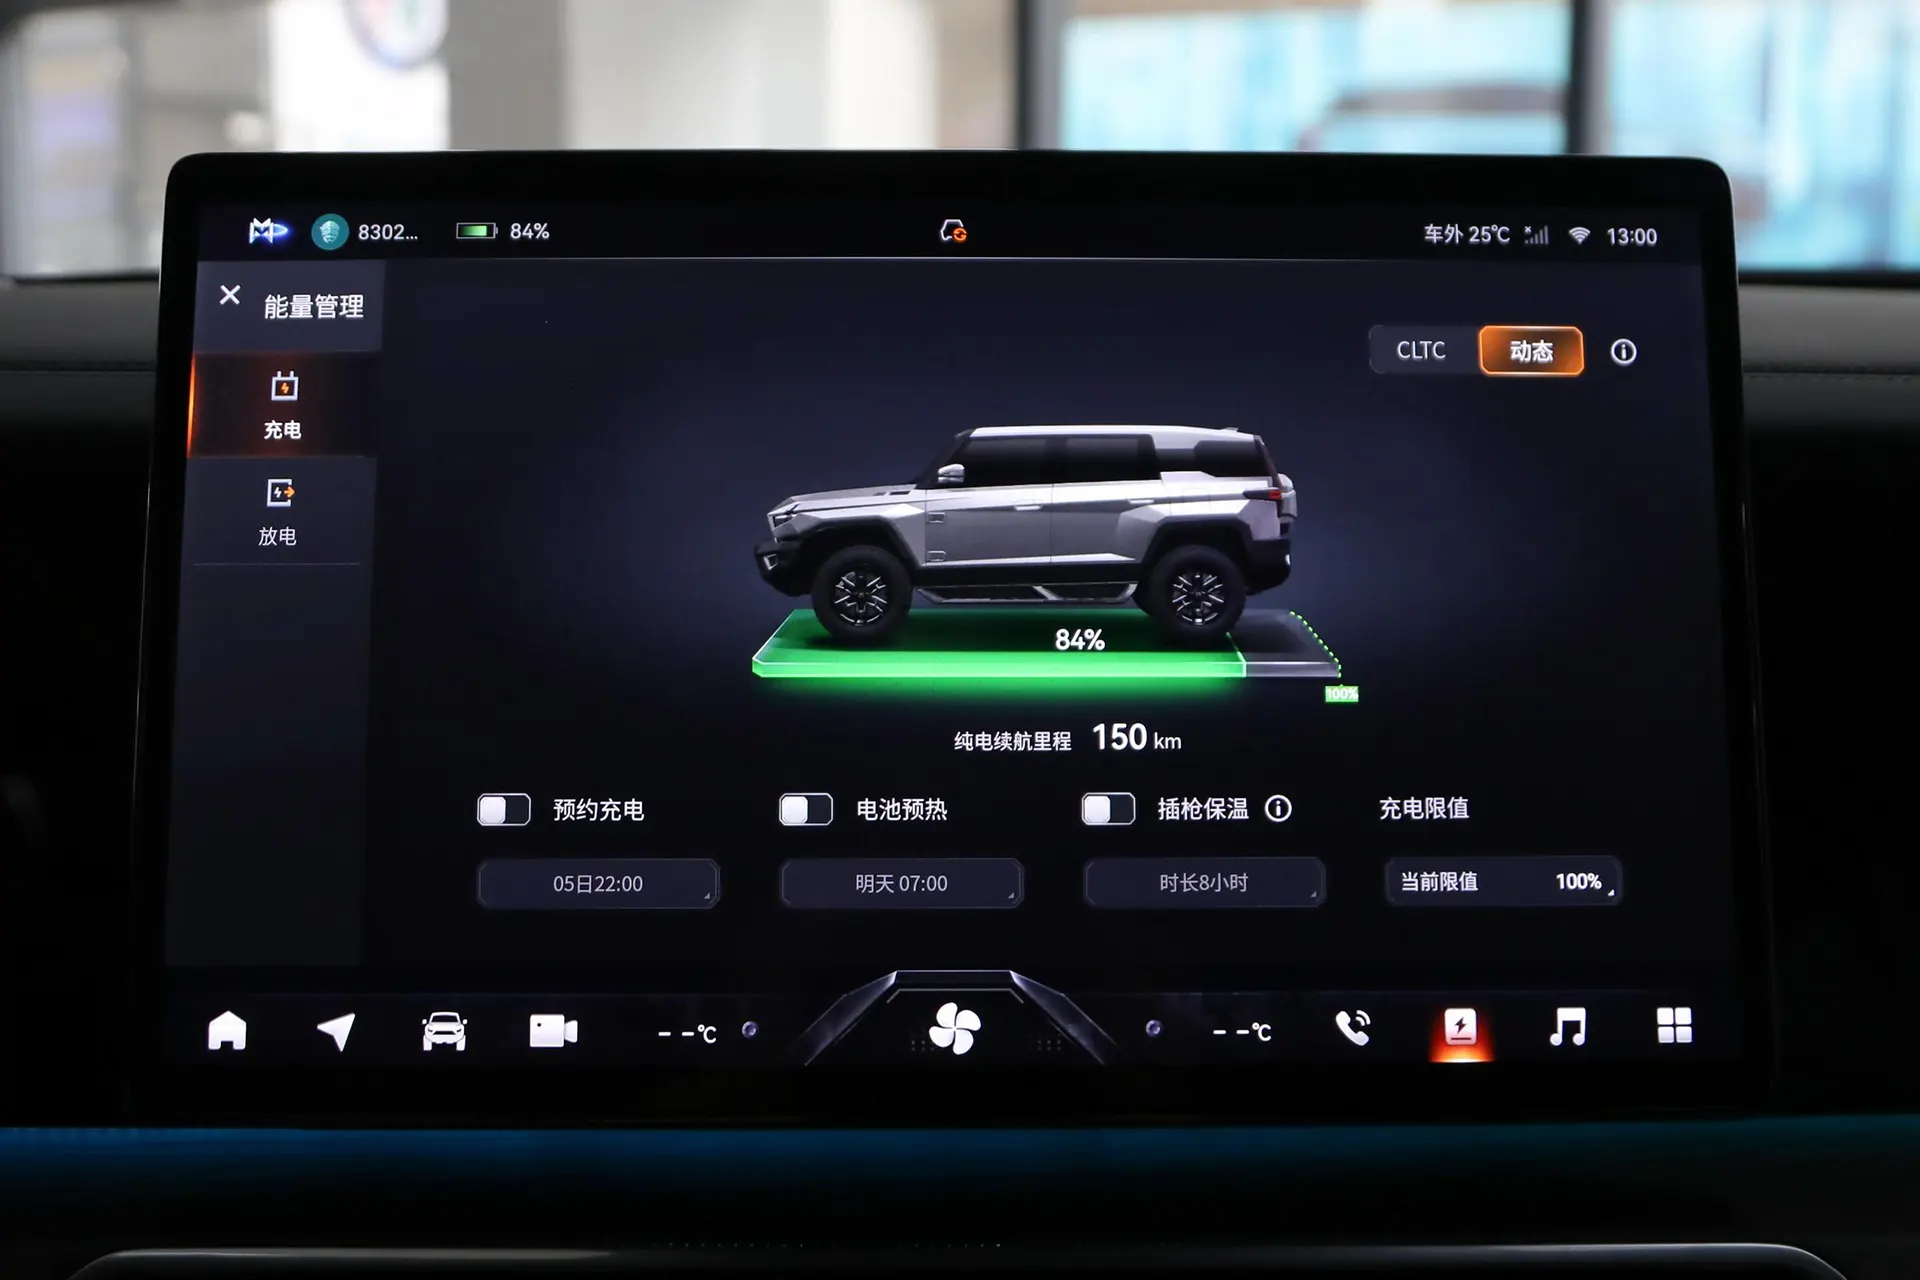 8302... 84% 车外 25℃ 13:00
能量管理
CLTC 动态
充电
放电
84%
100%
纯电续航里程 150 km
预约充电 电池预热 插枪保温 充电限值
05日22:00 明天 07:00 时长8小时 当前限值 100%
--℃ --℃